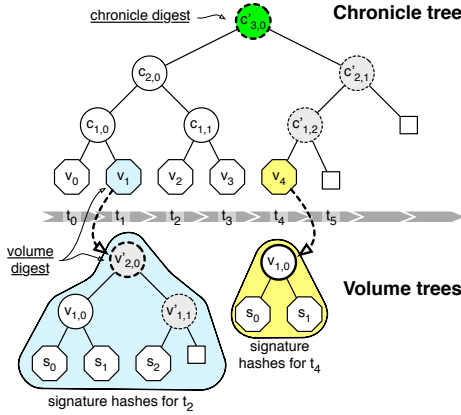 Chronicle tree
chronicle digest
c'3,0
c2,0
c'2,1
c1,0
c1,1
c'1,2
v0
v1
v2
v3
v4
t0 t1 t2 t3 t4 t5
volume
digest
v'2,0
v1,0
Volume trees
v1,0
v'1,1
s0
s1
s0
s1
s2
signature
hashes for t4
signature hashes for t2